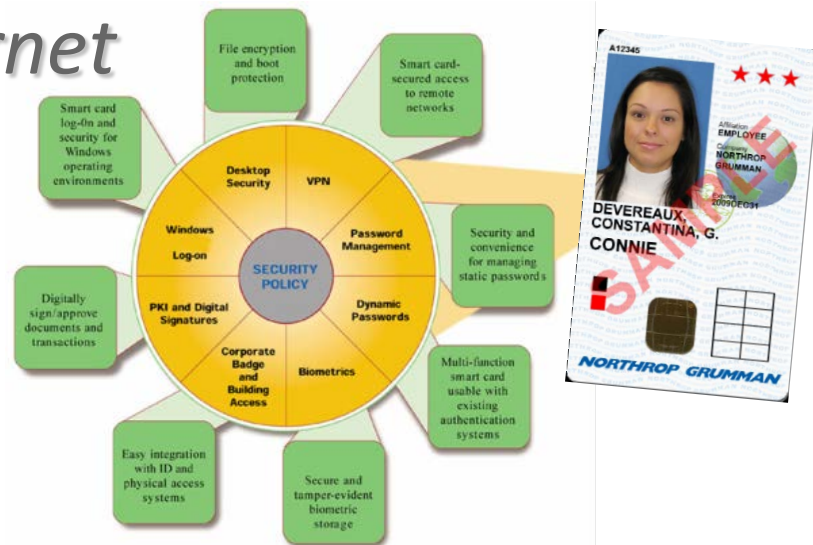 rnet
File encryption
and boot
protection
Smart card-
secured access
to remote
networks
Smart card
log-0n and
security for
Windows
operating
environments
Desktop
Security
VPN
Windows
Log-on
Password
Management
Security and
convenience
for managing
static passwords
SECURITY
POLICY
Digitally
sign/approve
documents and
transactions
PKI and Digital
Signatures
Dynamic
Passwords
Corporate
Badge
and
Building
Access
Biometrics
Multi-function
smart card
usable with
existing
authentication
systems
Easy integration
with ID and
physical access
systems
Secure and
tamper-evident
biometric
storage
A12345
Affiliation
EMPLOYEE
Company
NORTHROP
GRUMMAN
Expires
2009DEC31
DEVEREAUX,
CONSTANTINA, G.
CONNIE
SAMPLE
NORTHROP GRUMMAN